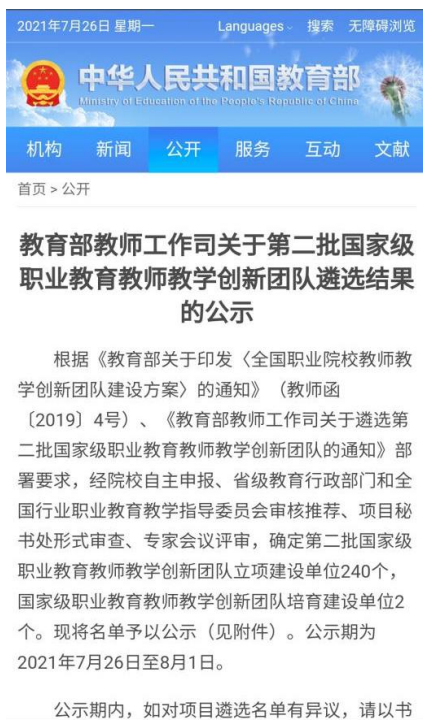 2021年7月26日 星期一 Languages 搜索 无障碍浏览
中华人民共和国教育部
Ministry of Education of the People's Republic of China
机构 新闻 公开 服务 互动 文献
首页 > 公开
教育部教师工作司关于第二批国家级
职业教育教师教学创新团队遴选结果
的公示
根据《教育部关于印发〈全国职业院校教师教
学创新团队建设方案〉的通知》（教师函
〔2019〕4号）、《教育部教师工作司关于遴选第
二批国家级职业教育教师教学创新团队的通知》部
署要求，经院校自主申报、省级教育行政部门和全
国行业职业教育教学指导委员会审核推荐、项目秘
书处形式审查、专家会议评审，确定第二批国家级
职业教育教师教学创新团队立项建设单位240个，
国家级职业教育教师教学创新团队培育建设单位2
个。现将名单予以公示（见附件）。公示期为
2021年7月26日至8月1日。
公示期内，如对项目遴选名单有异议，请以书